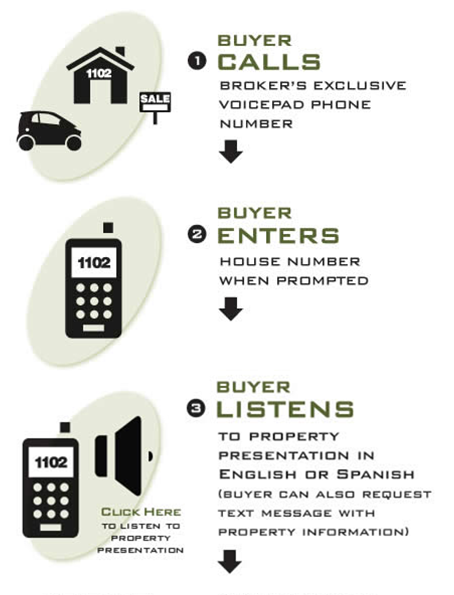 1102
SALE
1
BUYER
CALLS
BROKER'S EXCLUSIVE
VOICEPAD PHONE
NUMBER
1102
2
BUYER
ENTERS
HOUSE NUMBER
WHEN PROMPTED
1102
CLICK HERE
TO LISTEN TO
PROPERTY
PRESENTATION
3
BUYER
LISTENS
TO PROPERTY
PRESENTATION IN
ENGLISH OR SPANISH
(BUYER CAN ALSO REQUEST
TEXT MESSAGE WITH
PROPERTY INFORMATION)